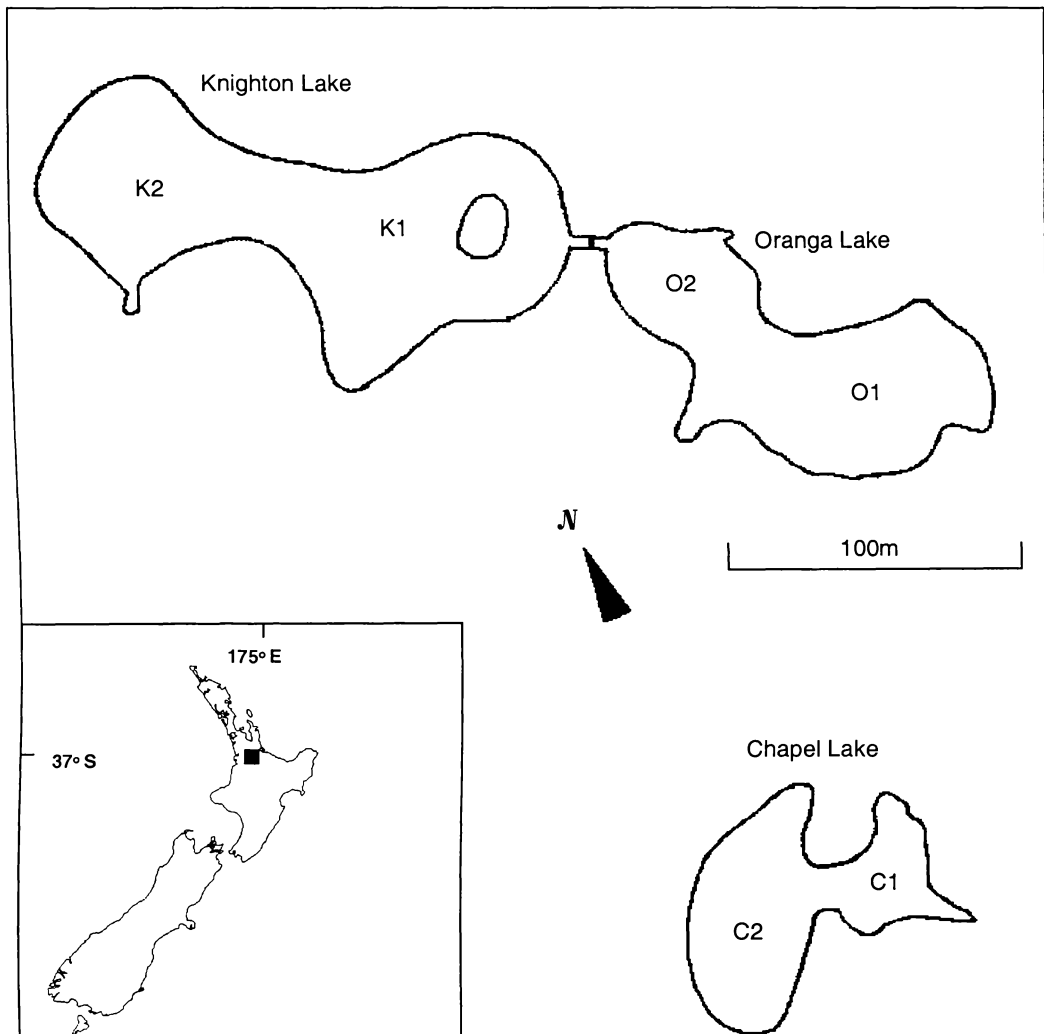 Knighton Lake
K2
K1
Oranga Lake
O2
O1
N
100m
175° E
37° S
Chapel Lake
C1
C2